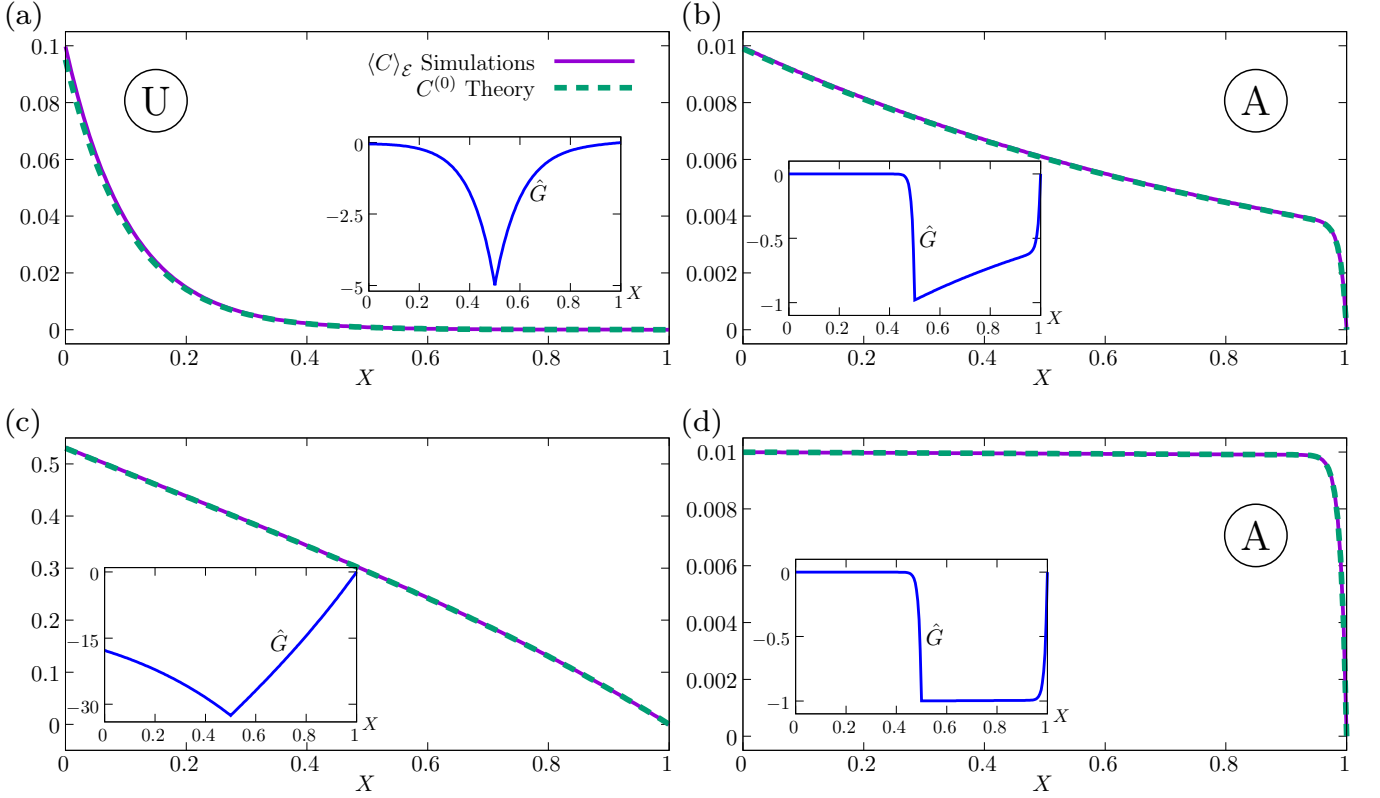 (a)
0.1
0.08
0.06
0.04
0.02
0
0 0.2 0.4 0.6 0.8 1
X
U
⟨C⟩_ℰ Simulations
C^(0) Theory
0
−2.5
−5
0 0.2 0.4 0.6 0.8 1
X
Ĝ
(b)
0.01
0.008
0.006
0.004
0.002
0
0 0.2 0.4 0.6 0.8 1
X
A
0
−0.5
−1
0 0.2 0.4 0.6 0.8 1
X
Ĝ
(c)
0.5
0.4
0.3
0.2
0.1
0
0 0.2 0.4 0.6 0.8 1
X
0
−15
−30
0 0.2 0.4 0.6 0.8 1
X
Ĝ
(d)
0.01
0.008
0.006
0.004
0.002
0
0 0.2 0.4 0.6 0.8 1
X
A
0
−0.5
−1
0 0.2 0.4 0.6 0.8 1
X
Ĝ